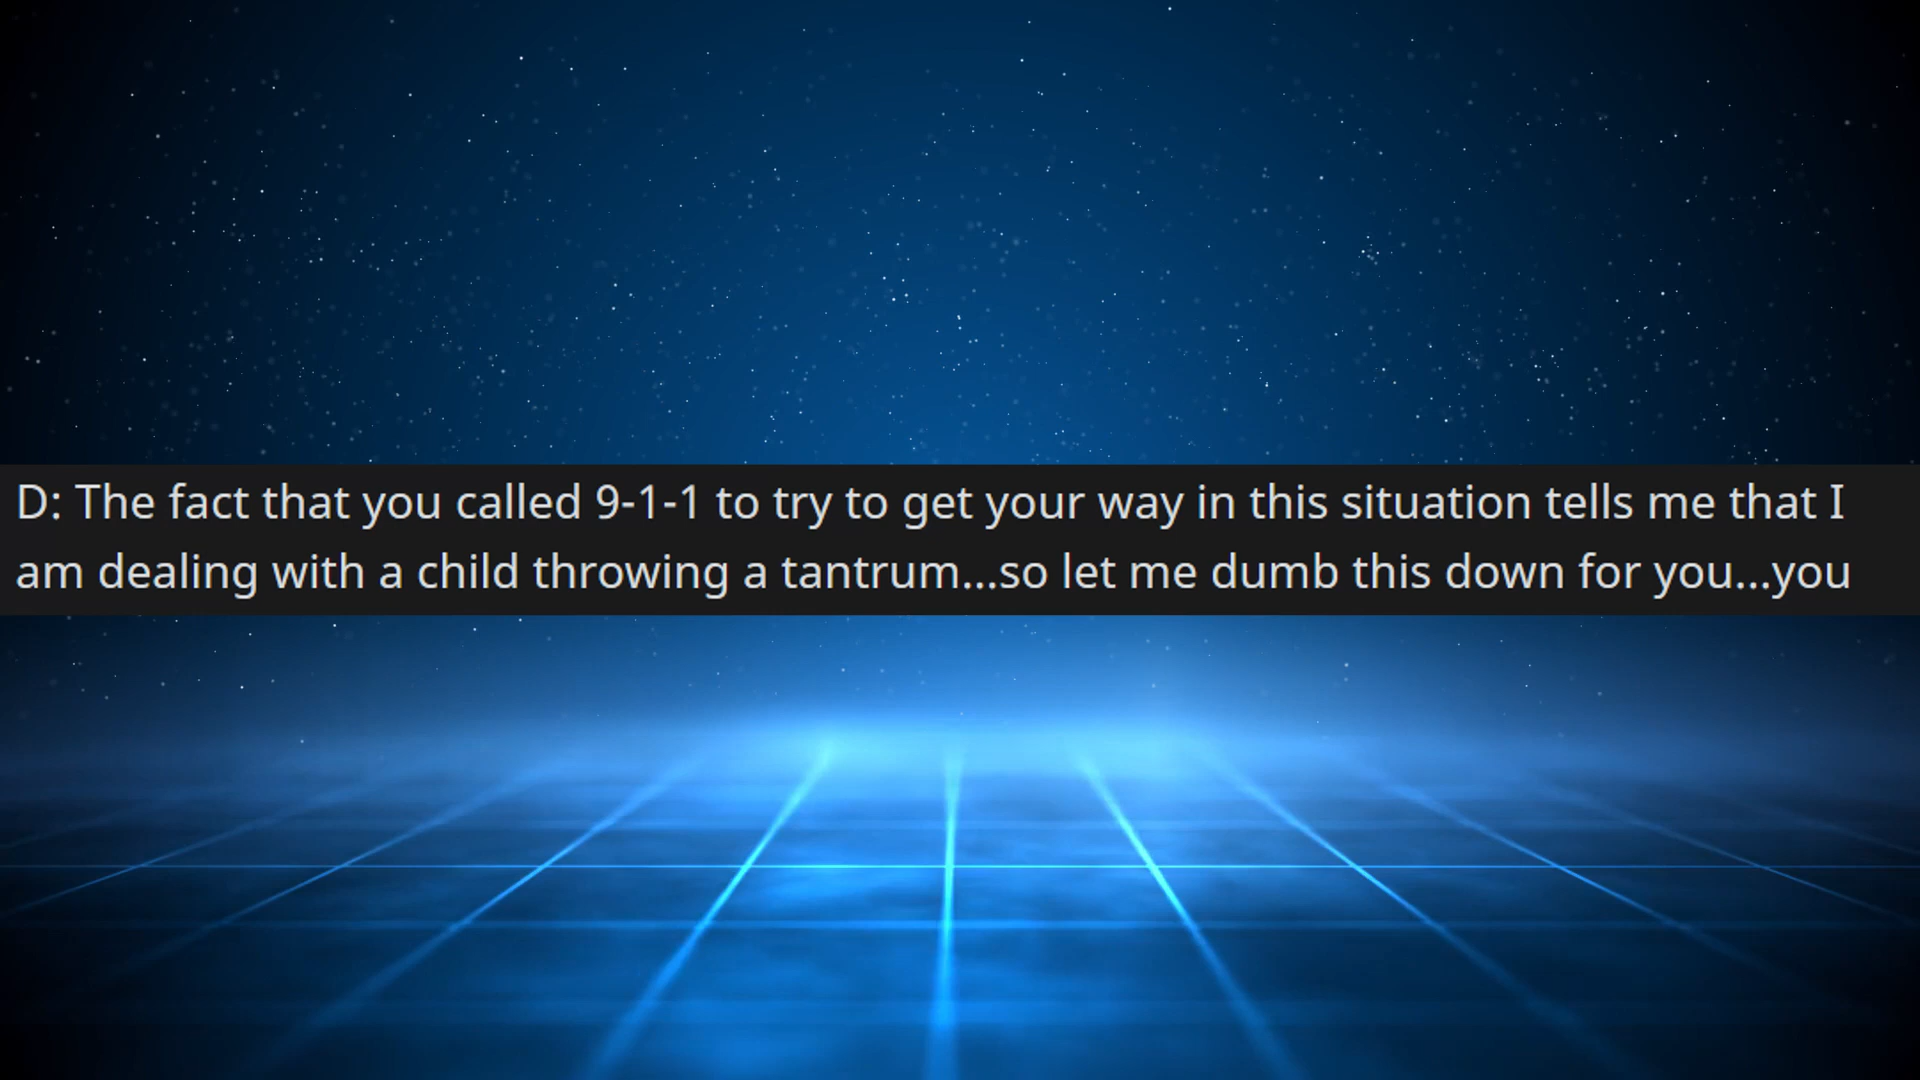 D: The fact that you called 9-1-1 to try to get your way in this situation tells me that I
am dealing with a child throwing a tantrum...so let me dumb this down for you...you